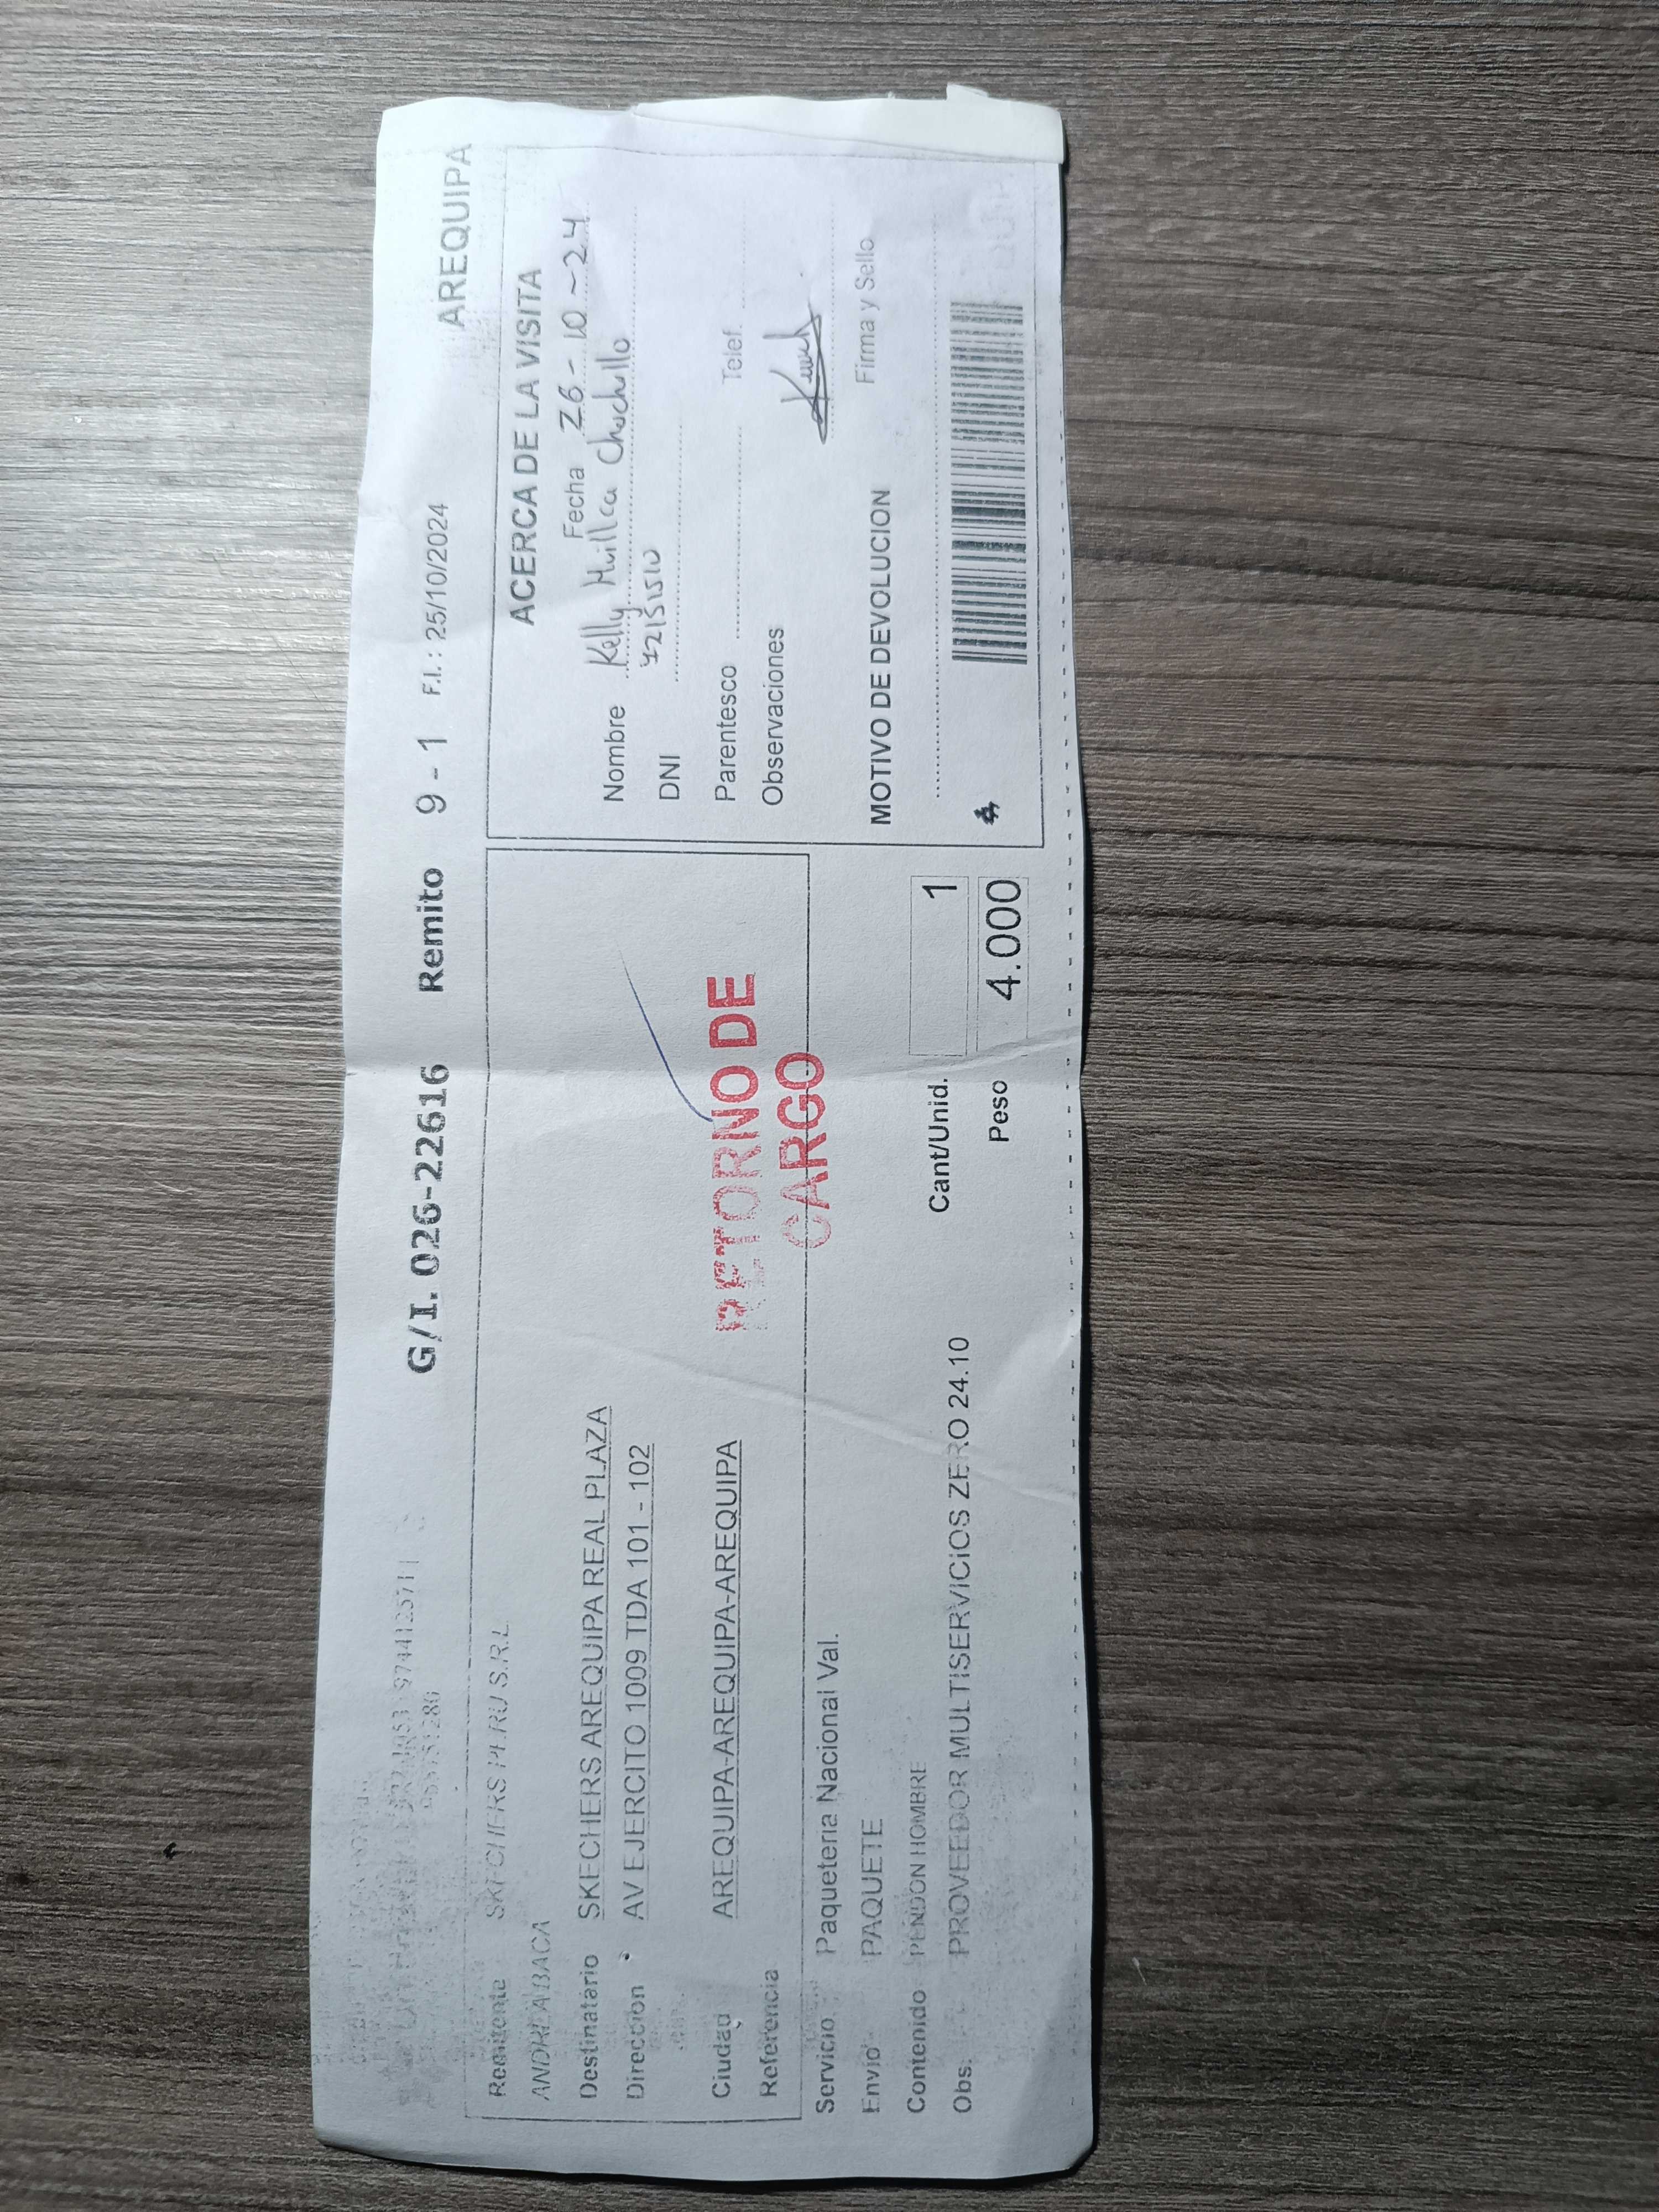 AREQUIPA
G/I. 026-22616 Remito 9 - 1 F.I. : 25/10/2024
Remitente SKECHERS PERU S.R.L
ANDREA BACA
Destinatario SKECHERS AREQUIPA REAL PLAZA
Direccion AV EJERCITO 1009 TDA 101 - 102
Ciudad AREQUIPA-AREQUIPA-AREQUIPA
Referencia
RETORNO DE
CARGO
Servicio Paqueteria Nacional Val.
Envio PAQUETE
Contenido PENDON HOMBRE
Obs. PROVEEDOR MULTISERVICIOS ZERO 24.10
Cant/Unid. 1
Peso 4.000
ACERCA DE LA VISITA
Fecha 26-10-24
Nombre Kelly Huillca Chuchullo
DNI
Parentesco Telef.
Observaciones
Firma y Sello
MOTIVO DE DEVOLUCION